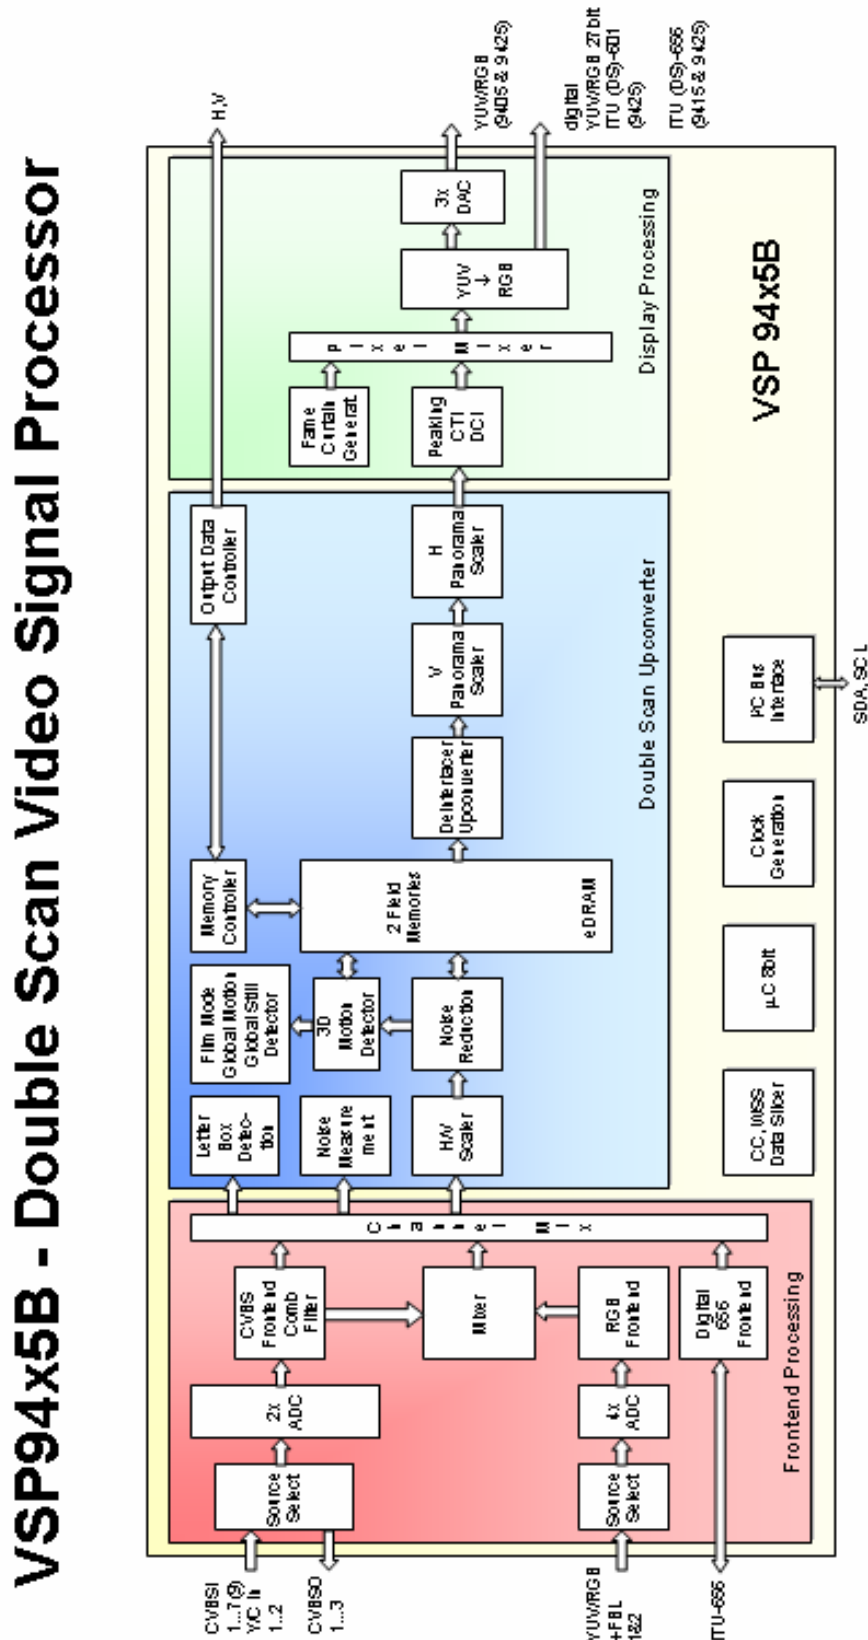 VSP94x5B - Double Scan Video Signal Processor
CVBSI
1...7(9)
Y/C In
1...2
CVBSO
1...3
YUV/RGB
+FBL
1&2
ITU-656
Source
Select
2x
ADC
CVBS
Frontend
Comb
Filter
Mixer
Source
Select
4x
ADC
RGB
Frontend
Digital
656
Frontend
Channel Mix
Frontend Processing
Letter
Box
Detec-
tion
Noise
Measure
ment
H/V
Scaler
Film Mode
Global Motion
Global Still
Detector
3D
Motion
Detector
Noise
Reduction
Memory
Controller
2 Field
Memories
eDRAM
Output Data
Controller
DeInterlacer
Upconverter
V
Panorama
Scaler
H
Panorama
Scaler
Double Scan Upconverter
Fame
Curtain
Generat.
Peaking
CTI
DCI
Pixel Mixer
YUV
↓
RGB
3x
DAC
Display Processing
H,V
YUV/RGB
(9405 & 9425)
digital
YUV/RGB 27bit
ITU (DS)-601
(9425)
ITU (DS)-656
(9415 & 9425)
CC, WSS
Data Slicer
µC 8bit
Clock
Generation
I²C Bus
Interface
SDA, SCL
VSP 94x5B